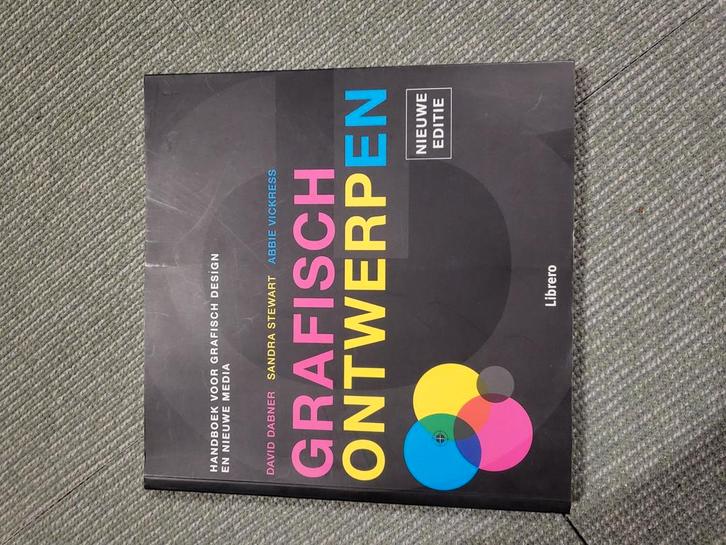 HANDBOEK VOOR GRAFISCH DESIGN
EN NIEUWE MEDIA
DAVID DABNER SANDRA STEWART ABBIE VICKRESS
GRAFISCH
ONTWERPEN
NIEUWE
EDITIE
Librero